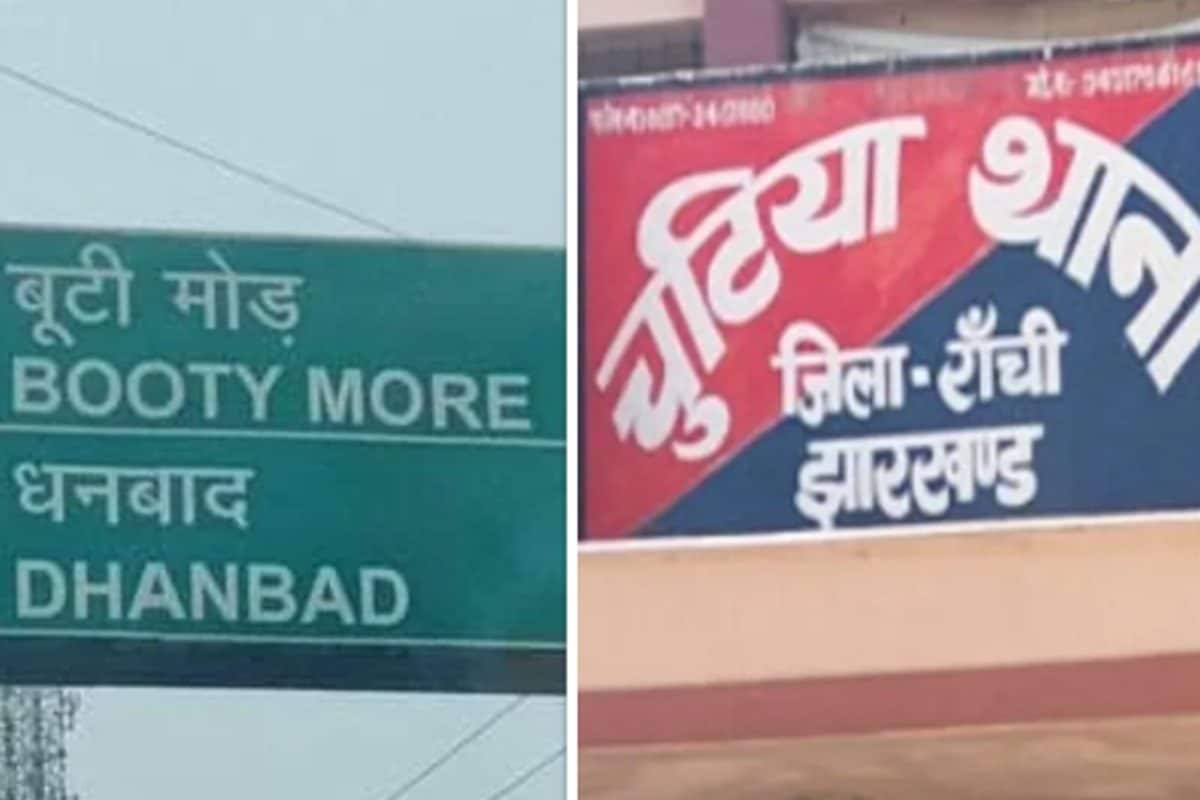 बूटी मोड़
BOOTY MORE
धनबाद
DHANBAD
चुटिया थाना
जिला-राँची
झारखण्ड